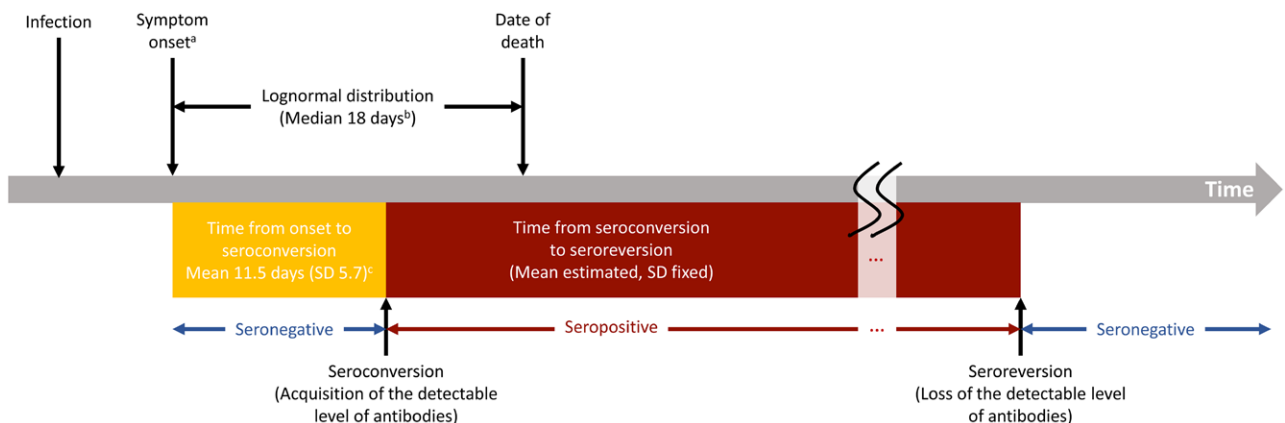 Infection
Symptom
onsetᵃ
Date of
death
Lognormal distribution
(Median 18 daysᵇ)
Time
Time from onset to
seroconversion
Mean 11.5 days (SD 5.7)ᶜ
Time from seroconversion
to seroreversion
(Mean estimated, SD fixed)
...
Seronegative
Seropositive
...
Seronegative
Seroconversion
(Acquisition of the detectable
level of antibodies)
Seroreversion
(Loss of the detectable level
of antibodies)